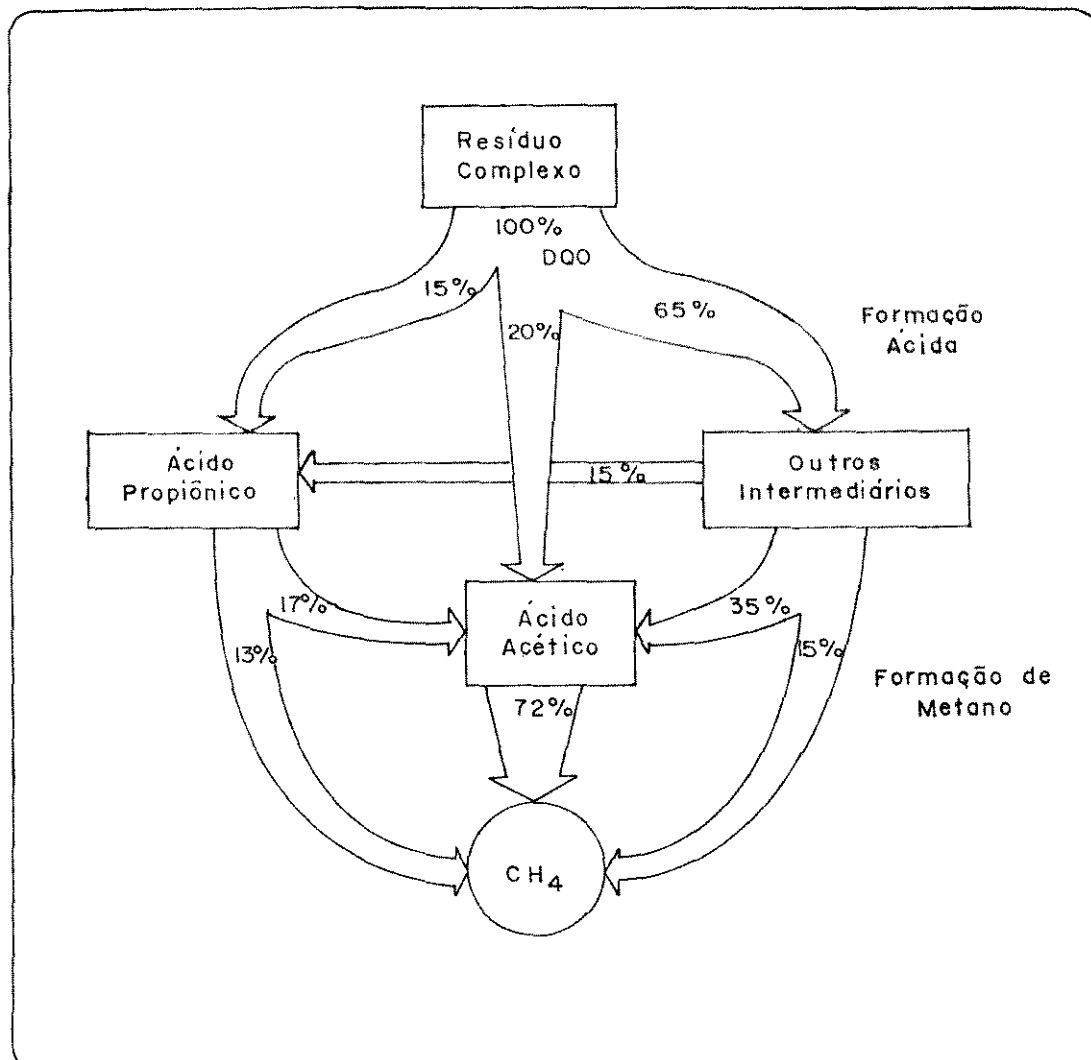 Resíduo
Complexo
100%
DQO
15%
20%
65%
Formação
Ácida
Ácido
Propiônico
15%
Outros
Intermediários
17%
Ácido
Acético
35%
13%
15%
72%
Formação de
Metano
CH4